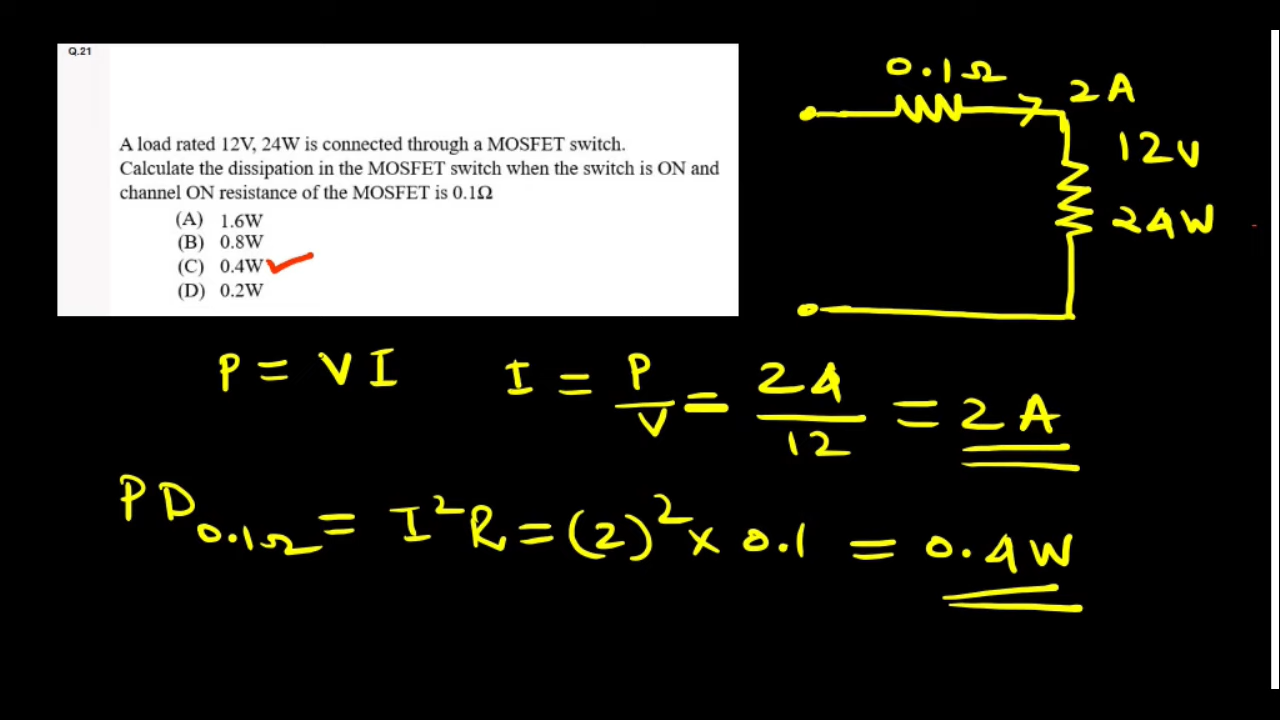 Q.21
A load rated 12V, 24W is connected through a MOSFET switch.
Calculate the dissipation in the MOSFET switch when the switch is ON and
channel ON resistance of the MOSFET is 0.1Ω
(A) 1.6W
(B) 0.8W
(C) 0.4W
(D) 0.2W
0.1Ω
2 A
12V
24W
P = VI I = P/V = 24/12 = 2 A
PD0.1Ω = I²R = (2)² × 0.1 = 0.4W